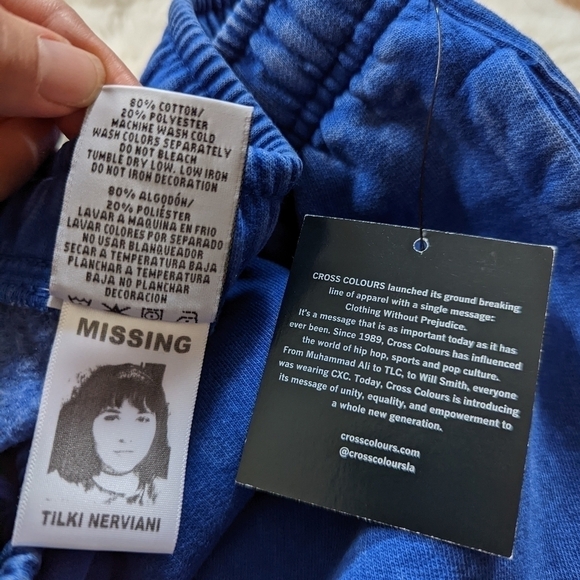 80% COTTON/
20% POLYESTER
MACHINE WASH COLD
WASH COLORS SEPARATELY
DO NOT BLEACH
TUMBLE DRY LOW, LOW IRON
DO NOT IRON DECORATION
80% ALGODÓN/
20% POLIÉSTER
LAVAR A MAQUINA EN FRIO
LAVAR COLORES POR SEPARADO
NO USAR BLANQUEADOR
SECAR A TEMPERATURA BAJA
PLANCHAR A TEMPERATURA
BAJA NO PLANCHAR
DECORACIÓN
MISSING
TILKI NERVIANI
CROSS COLOURS launched its ground breaking
line of apparel with a single message:
Clothing Without Prejudice.
It's a message that is as important today as it has
ever been. Since 1989, Cross Colours has influenced
the world of hip hop, sports and pop culture.
From Muhammad Ali to TLC, to Will Smith, everyone
was wearing CXC. Today, Cross Colours is introducing
its message of unity, equality, and empowerment to
a whole new generation.
crosscolours.com
@crosscoloursla